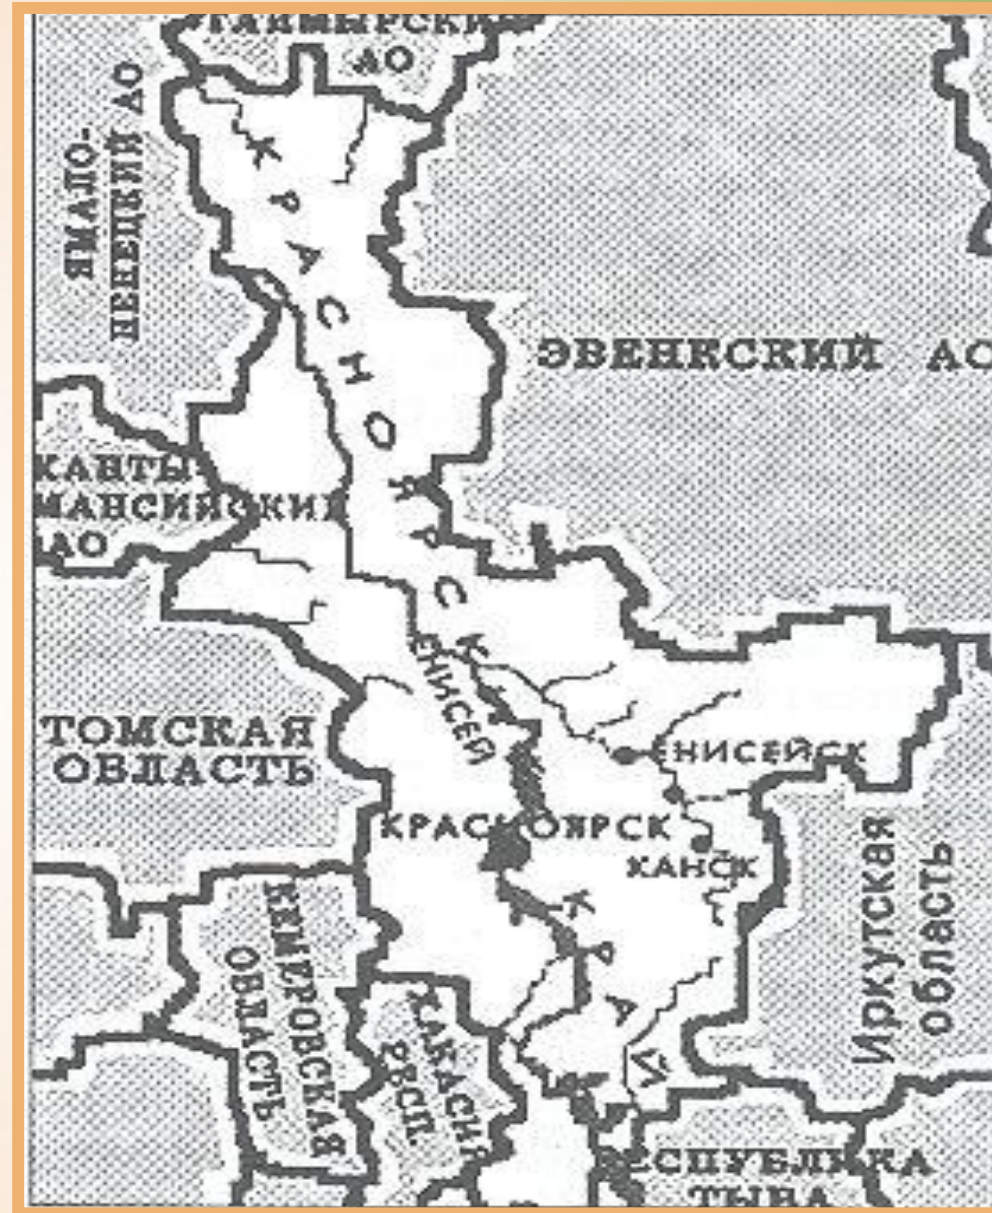 ТАЙМЫРСКИЙ
АО
ЯМАЛО-
НЕНЕЦКИЙ АО
КРАСНОЯРСК
КРАЙ
ЭВЕНКСКИЙ АО
ХАНТЫ-
МАНСИЙСКИЙ
АО
ЕНИСЕЙ
ТОМСКАЯ
ОБЛАСТЬ
ЕНИСЕЙСК
КРАСНОЯРСК
КАНСК
КЕМЕРОВСКАЯ
ОБЛАСТЬ
ХАКАСИЯ
РЕСП.
Иркутская
область
РЕСПУБЛИКА
ТЫВА